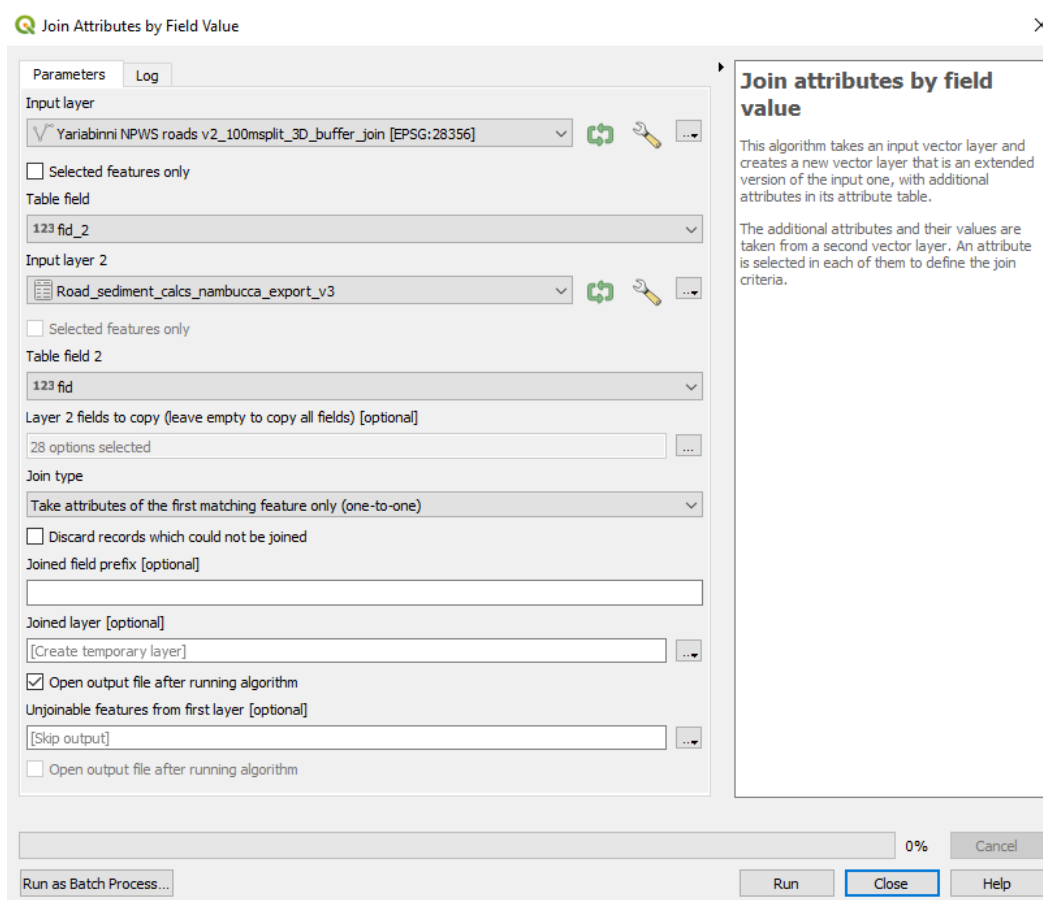 Join Attributes by Field Value
Parameters
Log
Input layer
Yariabinni NPWS roads v2_100msplit_3D_buffer_join [EPSG:28356]
...
Selected features only
Table field
123 fid_2
Input layer 2
Road_sediment_calcs_nambucca_export_v3
...
Selected features only
Table field 2
123 fid
Layer 2 fields to copy (leave empty to copy all fields) [optional]
28 options selected
...
Join type
Take attributes of the first matching feature only (one-to-one)
Discard records which could not be joined
Joined field prefix [optional]
Joined layer [optional]
[Create temporary layer]
...
Open output file after running algorithm
Unjoinable features from first layer [optional]
[Skip output]
...
Open output file after running algorithm
Join attributes by field
value
This algorithm takes an input vector layer and
creates a new vector layer that is an extended
version of the input one, with additional
attributes in its attribute table.
The additional attributes and their values are
taken from a second vector layer. An attribute
is selected in each of them to define the join
criteria.
0%
Cancel
Run as Batch Process...
Run
Close
Help